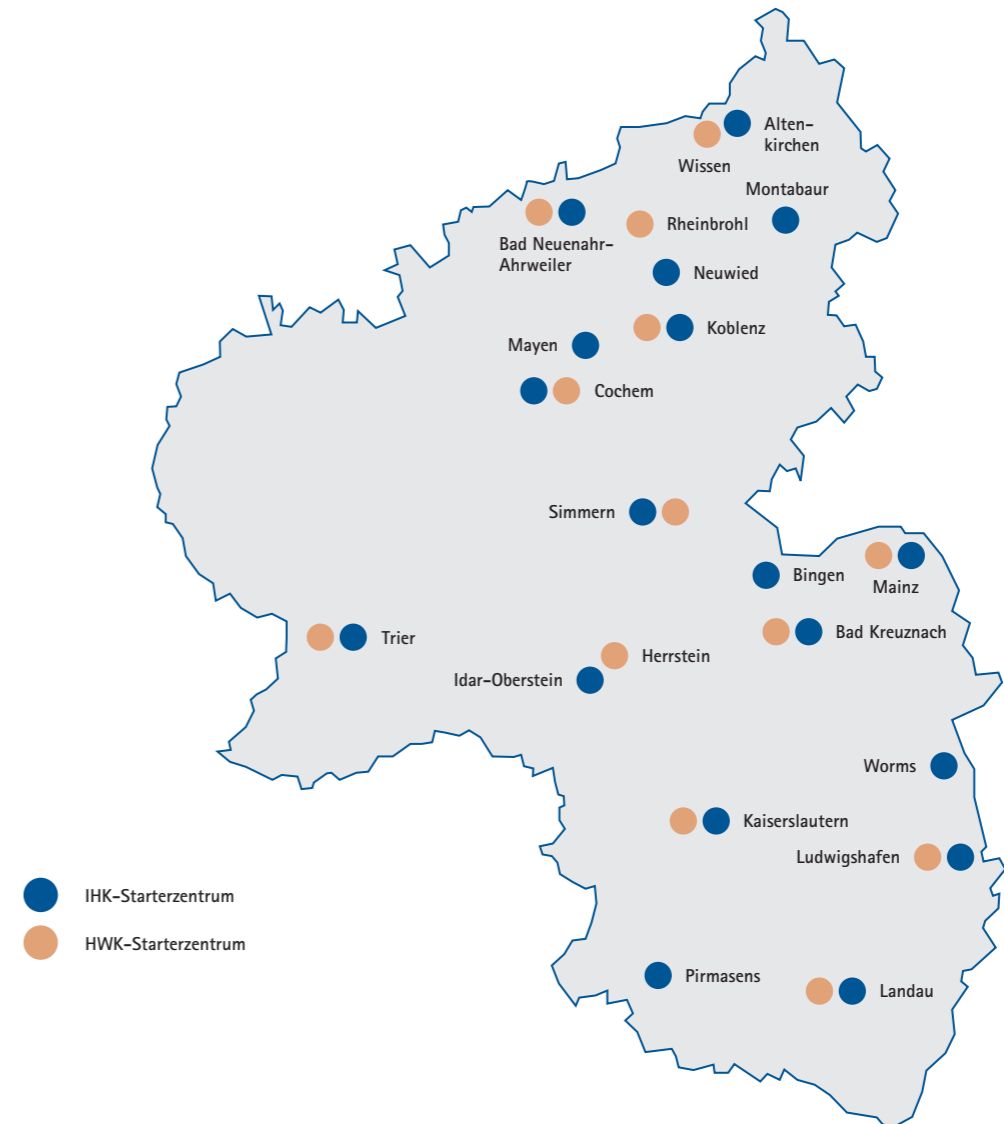 Alten-
kirchen
Wissen
Montabaur
Rheinbrohl
Bad Neuenahr-
Ahrweiler
Neuwied
Koblenz
Mayen
Cochem
Simmern
Bingen
Mainz
Trier
Bad Kreuznach
Herrstein
Idar-Oberstein
Worms
Kaiserslautern
Ludwigshafen
IHK-Starterzentrum
HWK-Starterzentrum
Pirmasens
Landau